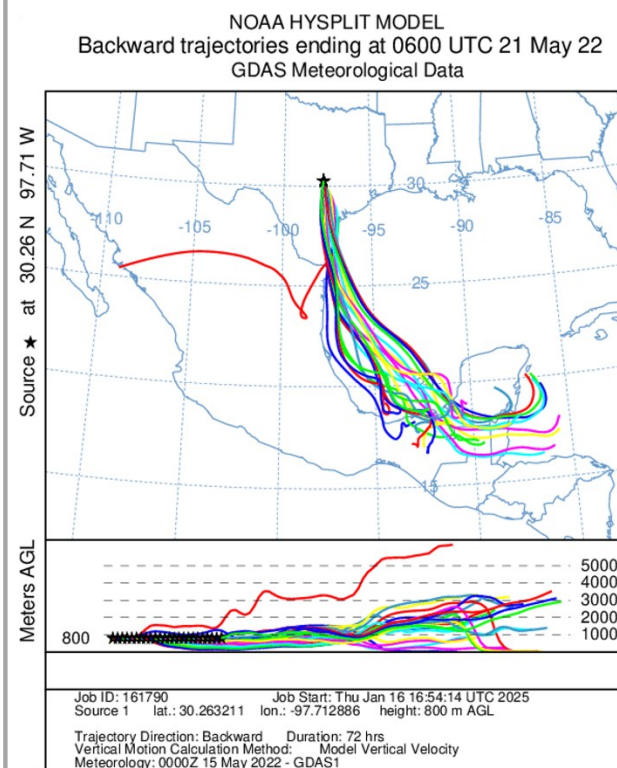 NOAA HYSPLIT MODEL
Backward trajectories ending at 0600 UTC 21 May 22
GDAS Meteorological Data
Source ★ at 30.26 N 97.71 W
-110
-105
-100
-95
-90
-85
30
25
15
Meters AGL
5000
4000
3000
2000
1000
800
Job ID: 161790 Job Start: Thu Jan 16 16:54:14 UTC 2025
Source 1 lat.: 30.263211 lon.: -97.712886 height: 800 m AGL
Trajectory Direction: Backward Duration: 72 hrs
Vertical Motion Calculation Method: Model Vertical Velocity
Meteorology: 0000Z 15 May 2022 - GDAS1